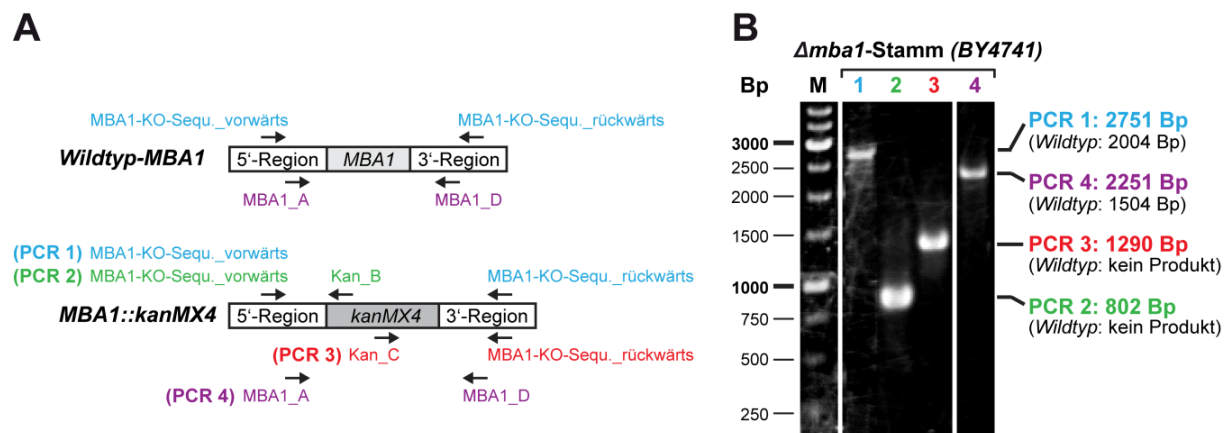 A
MBA1-KO-Sequ._vorwärts
MBA1-KO-Sequ._rückwärts
Wildtyp-MBA1
5‘-Region
MBA1
3‘-Region
MBA1_A
MBA1_D
(PCR 1) MBA1-KO-Sequ._vorwärts
(PCR 2) MBA1-KO-Sequ._vorwärts
Kan_B
MBA1-KO-Sequ._rückwärts
MBA1::kanMX4
5‘-Region
kanMX4
3‘-Region
(PCR 3) Kan_C
MBA1-KO-Sequ._rückwärts
(PCR 4) MBA1_A
MBA1_D
B
Δmba1-Stamm (BY4741)
Bp M 1 2 3 4
3000
2500
2000
1500
1000
750
500
250
PCR 1: 2751 Bp
(Wildtyp: 2004 Bp)
PCR 4: 2251 Bp
(Wildtyp: 1504 Bp)
PCR 3: 1290 Bp
(Wildtyp: kein Produkt)
PCR 2: 802 Bp
(Wildtyp: kein Produkt)